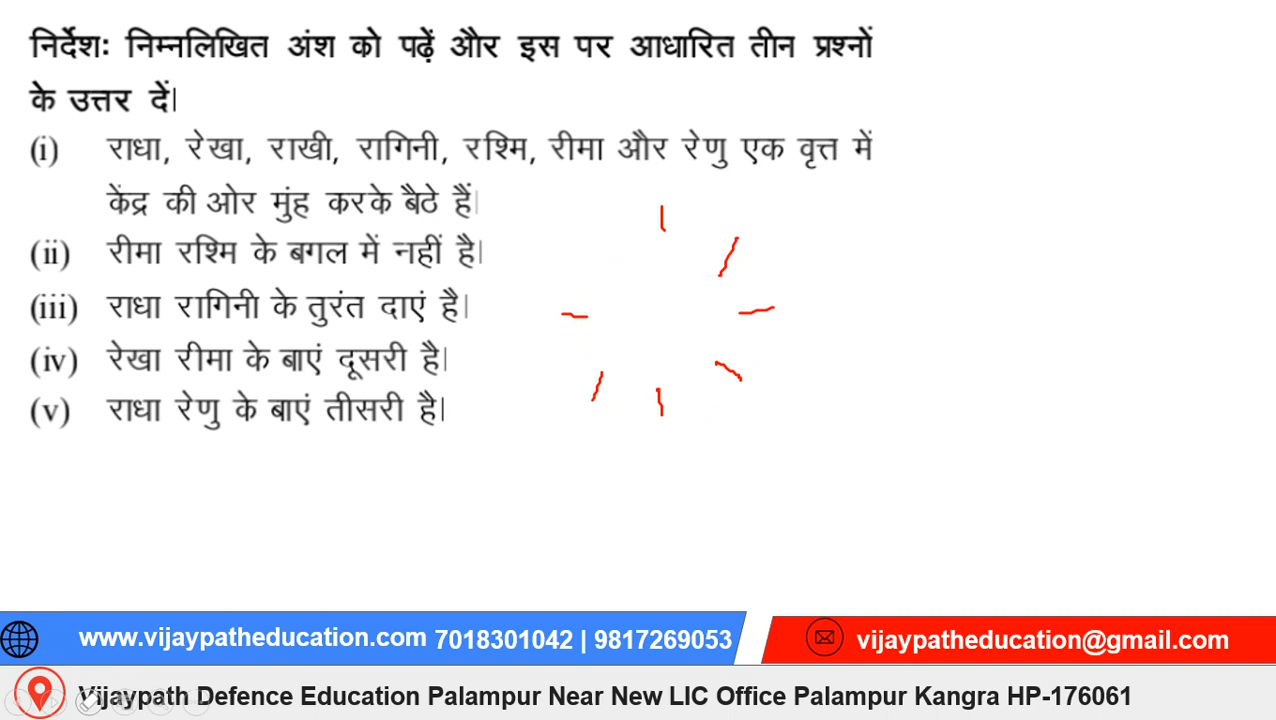 निर्देशः निम्नलिखित अंश को पढ़ें और इस पर आधारित तीन प्रश्नों
के उत्तर दें।
(i) राधा, रेखा, राखी, रागिनी, रश्मि, रीमा और रेणु एक वृत्त में
केंद्र की ओर मुंह करके बैठे हैं।
(ii) रीमा रश्मि के बगल में नहीं है।
(iii) राधा रागिनी के तुरंत दाएं है।
(iv) रेखा रीमा के बाएं दूसरी है।
(v) राधा रेणु के बाएं तीसरी है।
www.vijaypatheducation.com 7018301042 | 9817269053
vijaypatheducation@gmail.com
Vijaypath Defence Education Palampur Near New LIC Office Palampur Kangra HP-176061